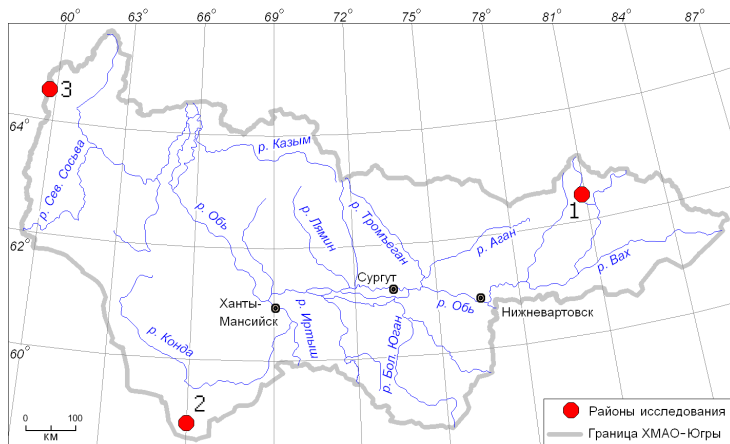 60° 63° 66° 69° 72° 75° 78° 81° 84° 87°
3
64°
р. Казым
р. Сев. Сосьва
р. Обь
р. Лямин
р. Тромъеган
1
р. Аган
62°
р. Вах
Сургут
Ханты-
Мансийск
р. Обь
Нижневартовск
р. Иртыш
р. Бол. Юган
60°
р. Конда
2
0 100
км
Районы исследования
Граница ХМАО-Югры